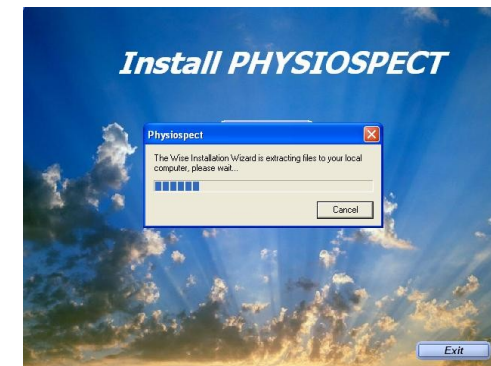 Install PHYSIOSPECT
Physiospect
The Wise Installation Wizard is extracting files to your local
computer, please wait...
Cancel
Exit